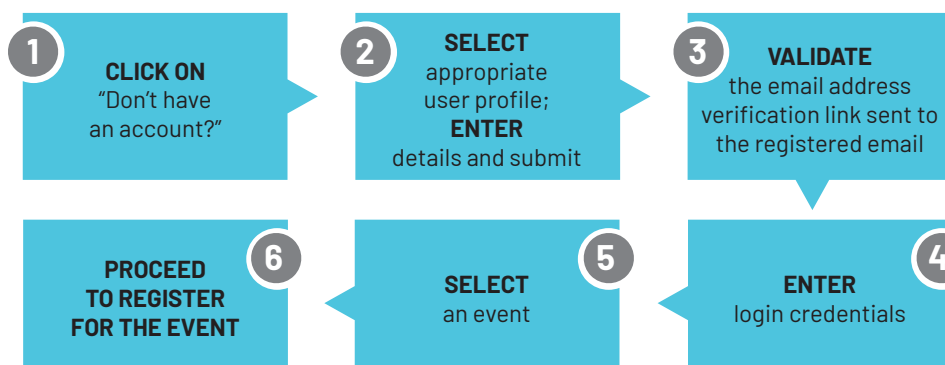 1
CLICK ON
“Don’t have
an account?”
2
SELECT
appropriate
user profile;
ENTER
details and submit
3
VALIDATE
the email address
verification link sent to
the registered email
4
ENTER
login credentials
5
SELECT
an event
6
PROCEED
TO REGISTER
FOR THE EVENT